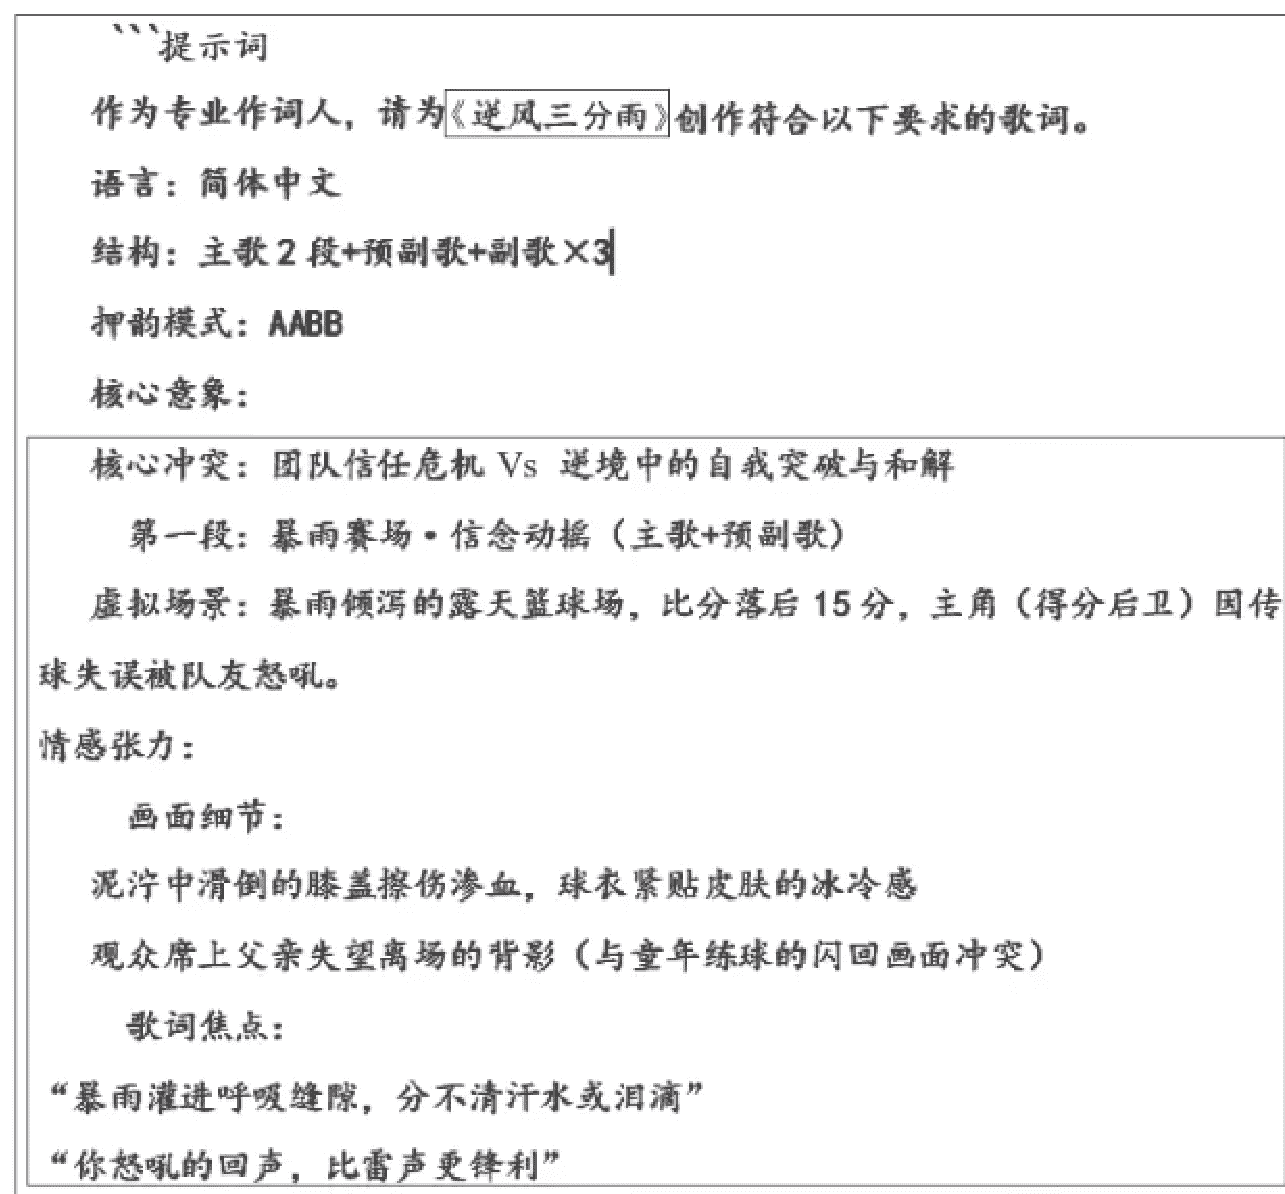 ```提示词
作为专业作词人，请为《逆风三分雨》创作符合以下要求的歌词。
语言：简体中文
结构：主歌2段+预副歌+副歌×3
押韵模式：AABB
核心意象：
核心冲突：团队信任危机 Vs 逆境中的自我突破与和解
第一段：暴雨赛场·信念动摇（主歌+预副歌）
虚拟场景：暴雨倾泻的露天篮球场，比分落后15分，主角（得分后卫）因传
球失误被队友怒吼。
情感张力：
画面细节：
泥泞中滑倒的膝盖擦伤渗血，球衣紧贴皮肤的冰冷感
观众席上父亲失望离场的背影（与童年练球的闪回画面冲突）
歌词焦点：
“暴雨灌进呼吸缝隙，分不清汗水或泪滴”
“你怒吼的回声，比雷声更锋利”